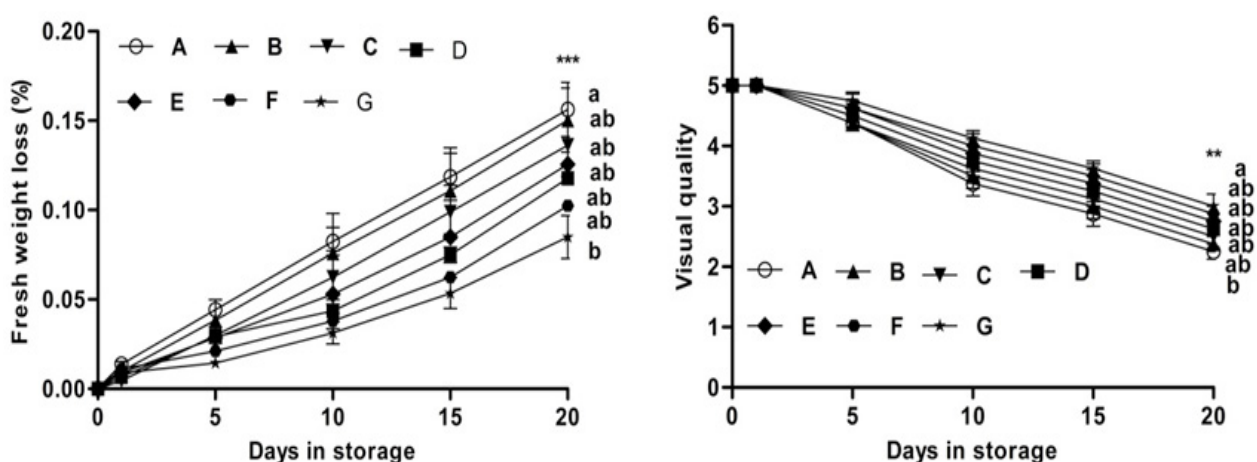 0.20
A B C D
E F G
***
a
ab
ab
ab
ab
ab
b
0.15
0.10
0.05
0.00
Fresh weight loss (%)
0 5 10 15 20
Days in storage
6
5
4
3
2
1
0
Visual quality
**
a
ab
ab
ab
ab
ab
b
A B C D
E F G
0 5 10 15 20
Days in storage